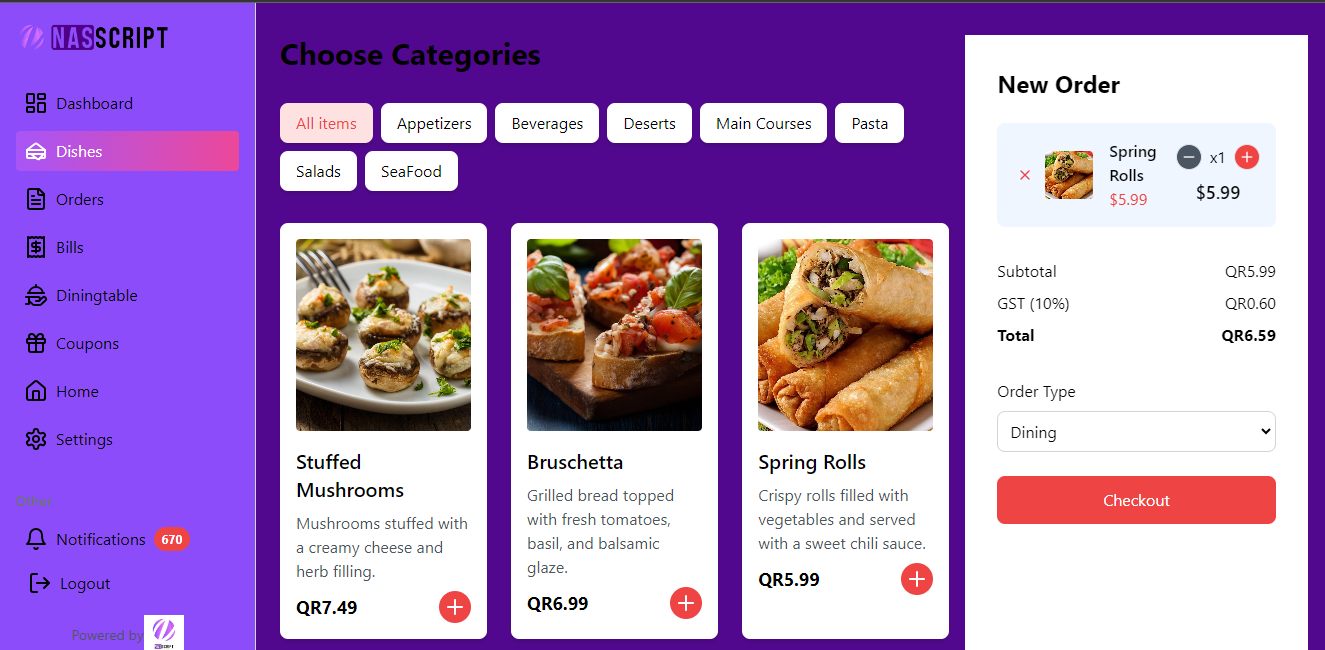 NASSCRIPT
Dashboard
Dishes
Orders
Bills
Diningtable
Coupons
Home
Settings
Other
Notifications 670
Logout
Powered by
NASSCRIPT
Choose Categories
All items
Appetizers
Beverages
Deserts
Main Courses
Pasta
Salads
SeaFood
Stuffed
Mushrooms
Mushrooms stuffed with
a creamy cheese and
herb filling.
QR7.49
Bruschetta
Grilled bread topped
with fresh tomatoes,
basil, and balsamic
glaze.
QR6.99
Spring Rolls
Crispy rolls filled with
vegetables and served
with a sweet chili sauce.
QR5.99
New Order
Spring
Rolls
$5.99
x1
$5.99
Subtotal QR5.99
GST (10%) QR0.60
Total QR6.59
Order Type
Dining
Checkout